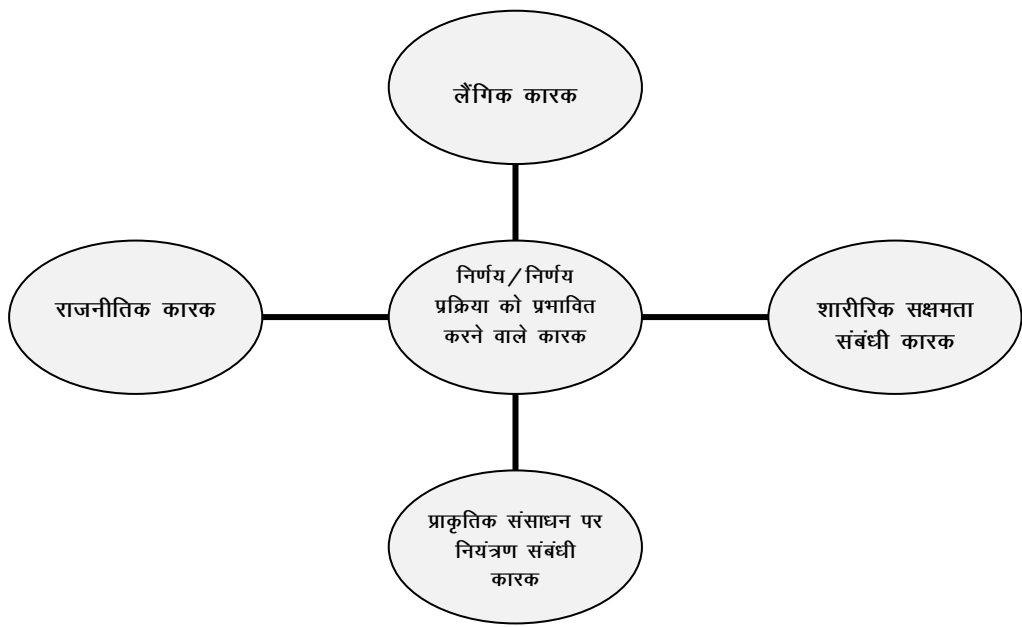 लैंगिक कारक
राजनीतिक कारक
निर्णय/निर्णय
प्रक्रिया को प्रभावित
करने वाले कारक
शारीरिक सक्षमता
संबंधी कारक
प्राकृतिक संसाधन पर
नियंत्रण संबंधी
कारक